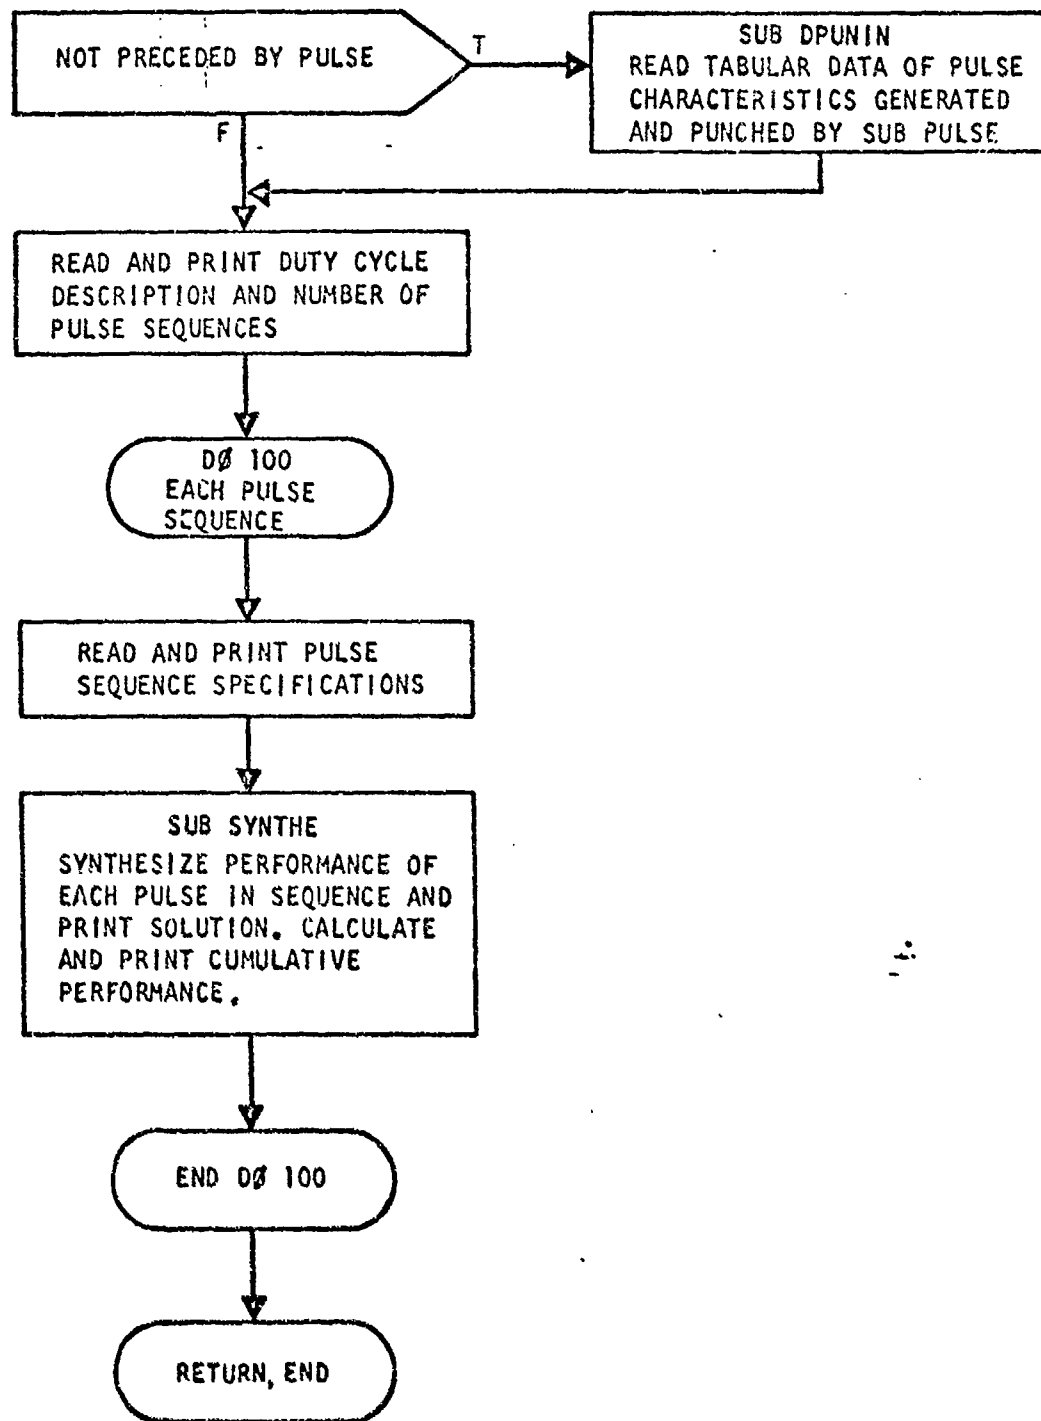 NOT PRECEDED BY PULSE
T
SUB DPUNIN
READ TABULAR DATA OF PULSE
CHARACTERISTICS GENERATED
AND PUNCHED BY SUB PULSE
F
READ AND PRINT DUTY CYCLE
DESCRIPTION AND NUMBER OF
PULSE SEQUENCES
DØ 100
EACH PULSE
SEQUENCE
READ AND PRINT PULSE
SEQUENCE SPECIFICATIONS
SUB SYNTHE
SYNTHESIZE PERFORMANCE OF
EACH PULSE IN SEQUENCE AND
PRINT SOLUTION. CALCULATE
AND PRINT CUMULATIVE
PERFORMANCE.
END DØ 100
RETURN, END